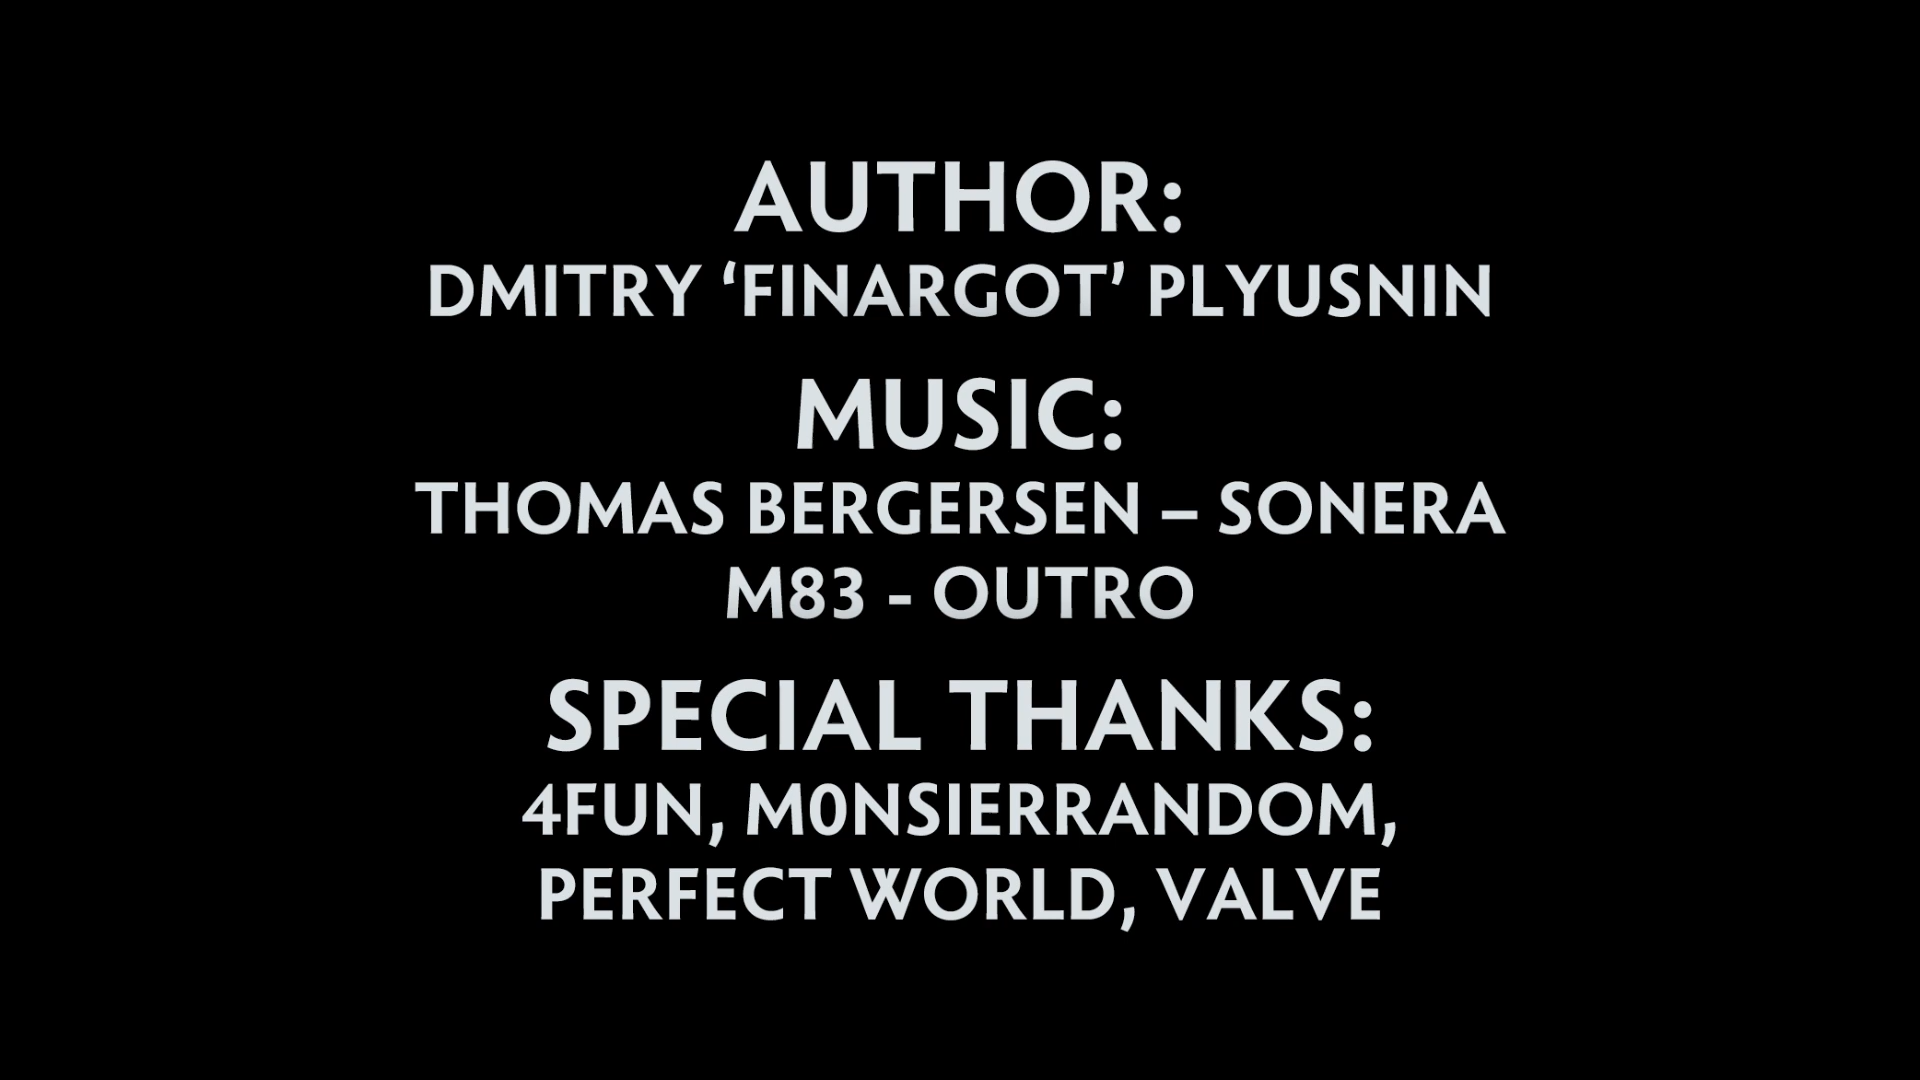 AUTHOR:
DMITRY ‘FINARGOT’ PLYUSNIN
MUSIC:
THOMAS BERGERSEN – SONERA
M83 - OUTRO
SPECIAL THANKS:
4FUN, M0NSIERRANDOM,
PERFECT WORLD, VALVE